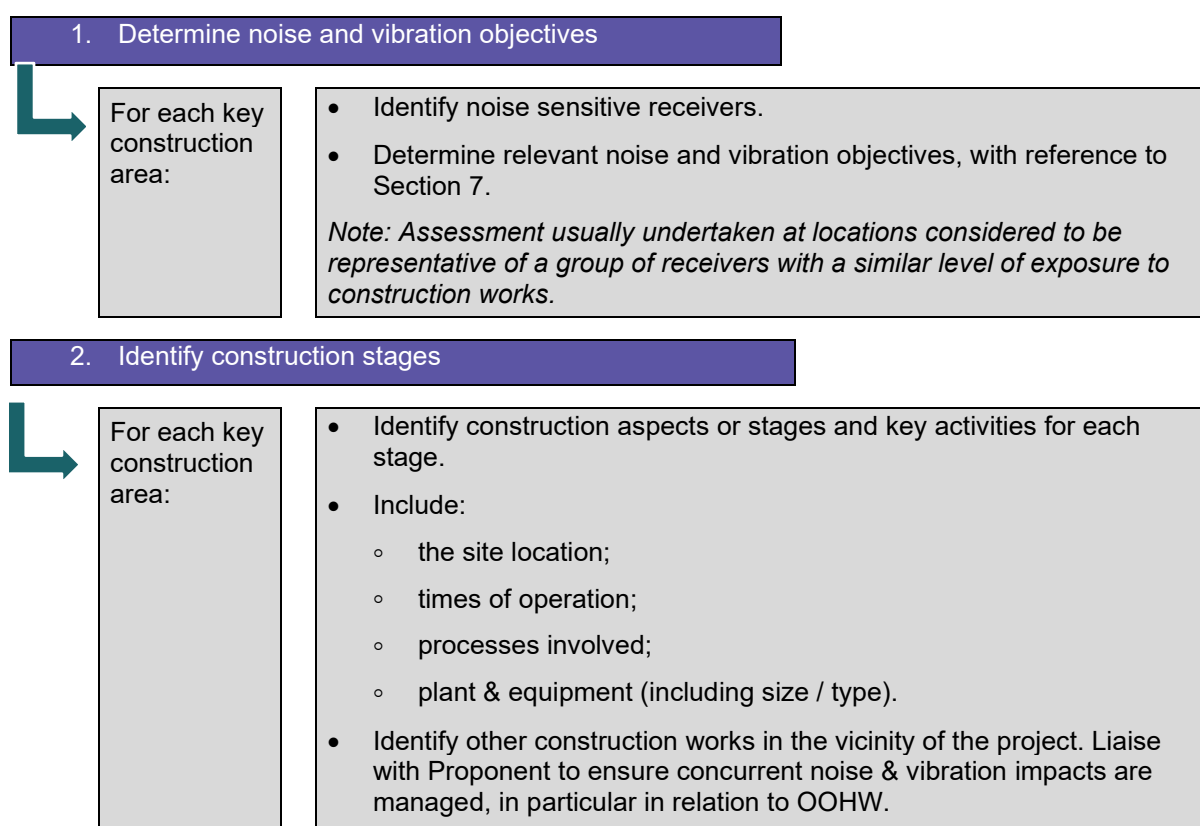 1. Determine noise and vibration objectives
For each key
construction
area:
• Identify noise sensitive receivers.
• Determine relevant noise and vibration objectives, with reference to
Section 7.
Note: Assessment usually undertaken at locations considered to be
representative of a group of receivers with a similar level of exposure to
construction works.
2. Identify construction stages
For each key
construction
area:
• Identify construction aspects or stages and key activities for each
stage.
• Include:
◦ the site location;
◦ times of operation;
◦ processes involved;
◦ plant & equipment (including size / type).
• Identify other construction works in the vicinity of the project. Liaise
with Proponent to ensure concurrent noise & vibration impacts are
managed, in particular in relation to OOHW.